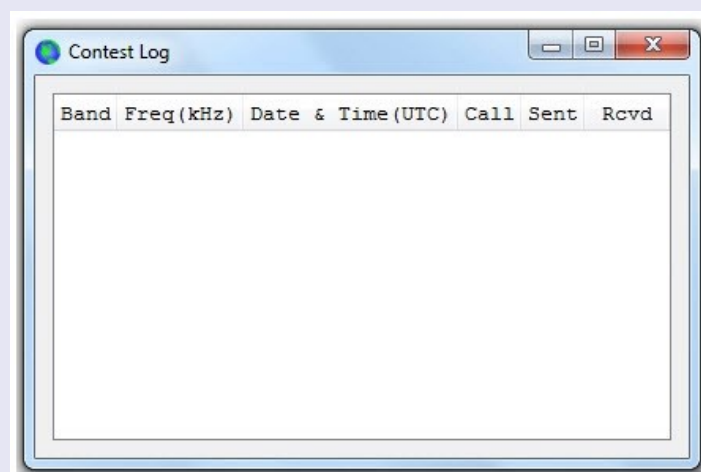 Contest Log
Band Freq(kHz) Date & Time(UTC) Call Sent Rcvd